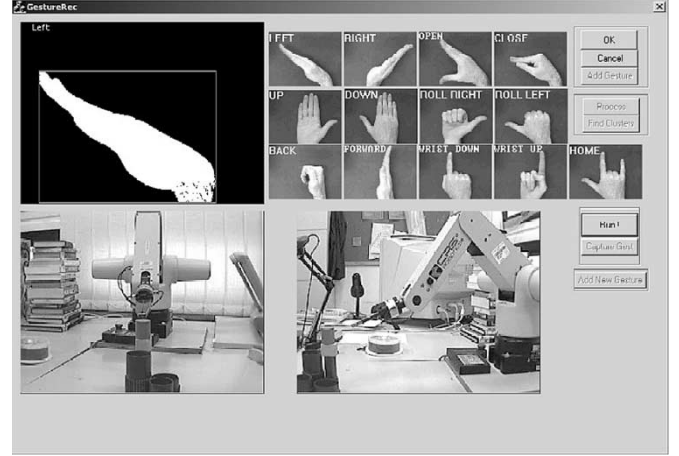 GestureRec
Left
LEFT RIGHT OPEN CLOSE
UP DOWN ROLL RIGHT ROLL LEFT
BACK FORWORD WRIST DOWN WRIST UP HOME
OK
Cancel
Add Gesture
Process
Find Clusters
Run!
Capture Gest
Add New Gesture